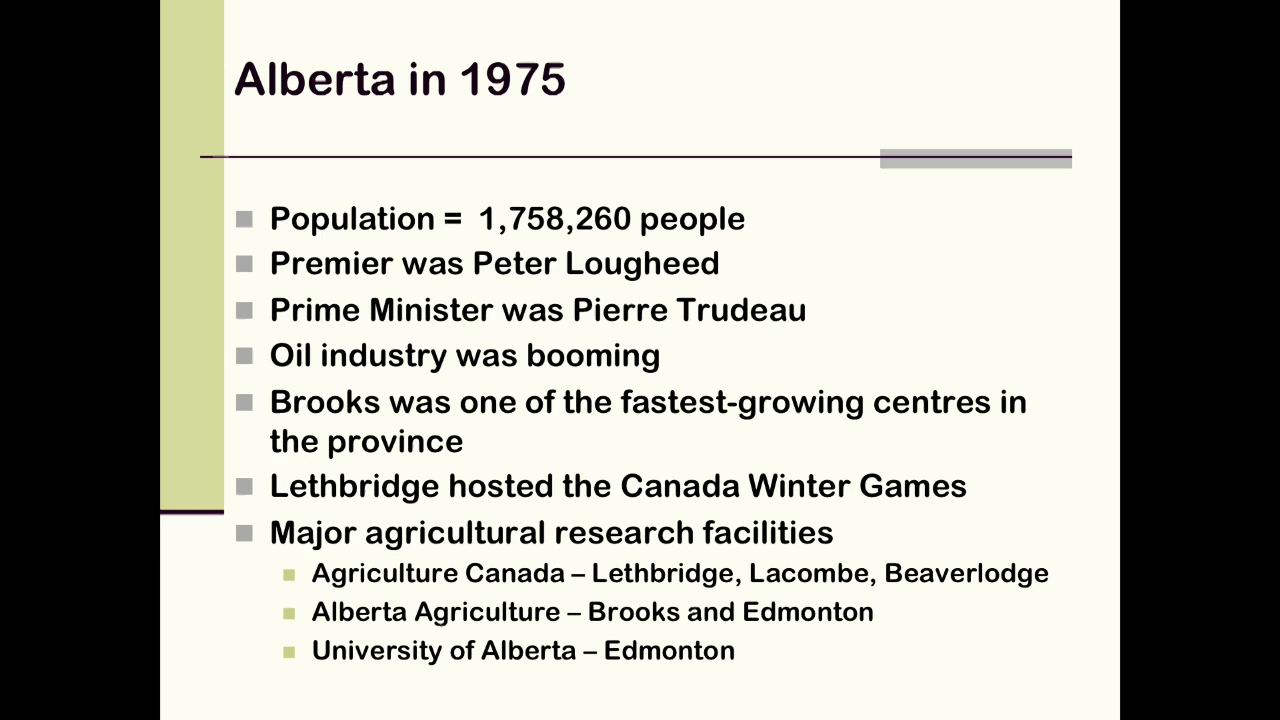 Alberta in 1975
Population = 1,758,260 people
Premier was Peter Lougheed
Prime Minister was Pierre Trudeau
Oil industry was booming
Brooks was one of the fastest-growing centres in
the province
Lethbridge hosted the Canada Winter Games
Major agricultural research facilities
Agriculture Canada – Lethbridge, Lacombe, Beaverlodge
Alberta Agriculture – Brooks and Edmonton
University of Alberta – Edmonton